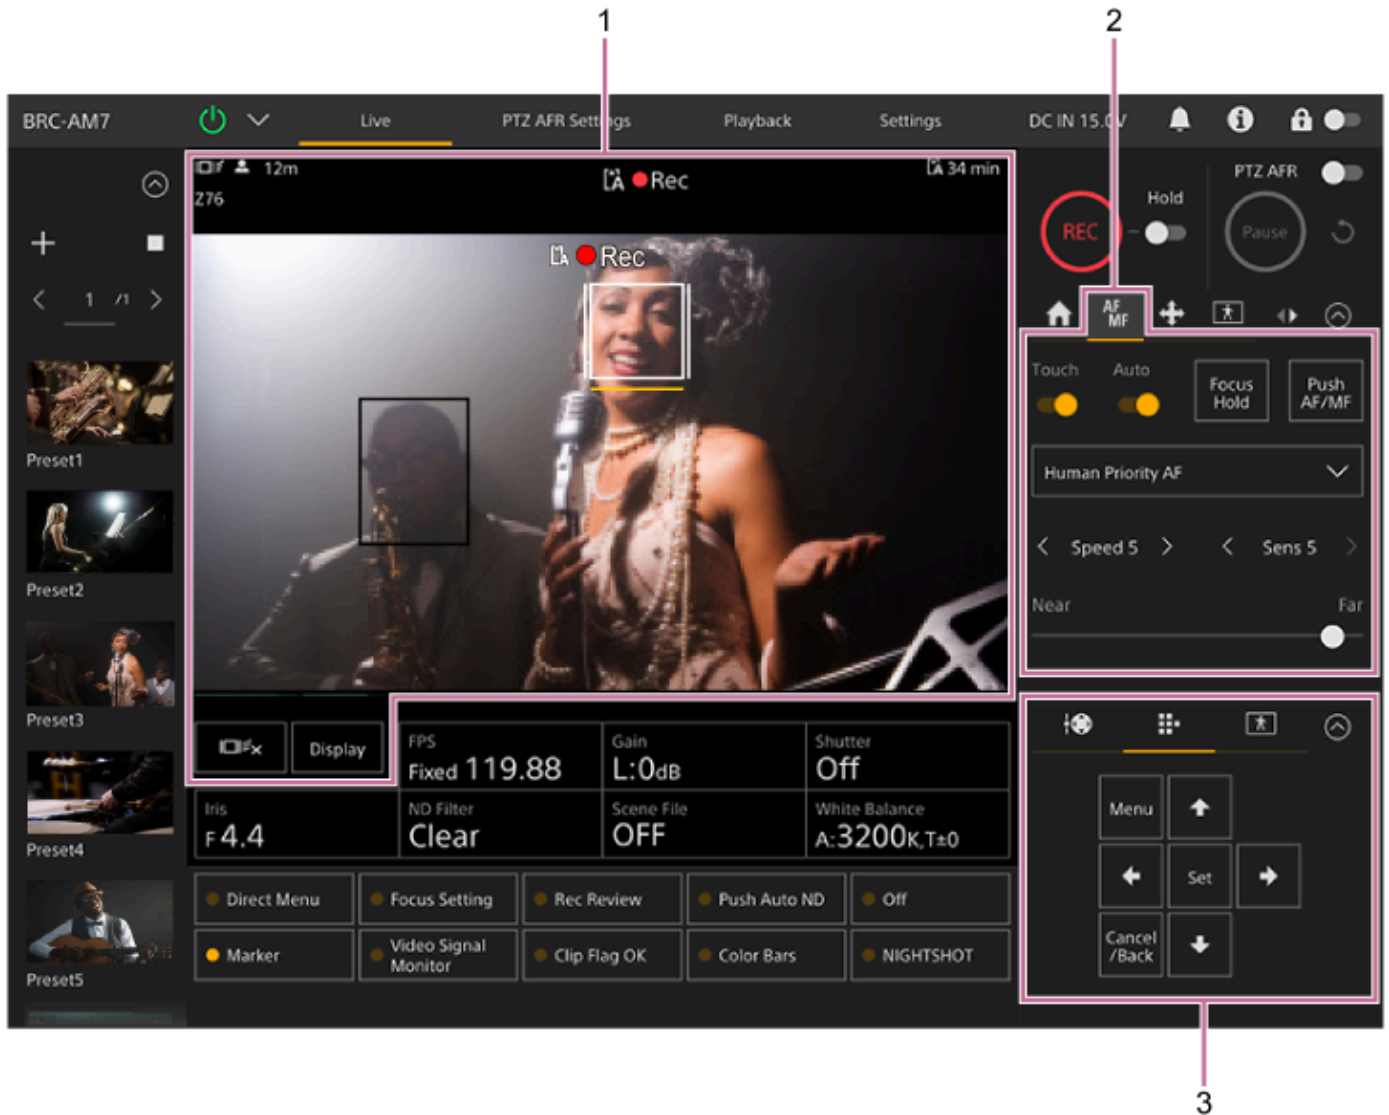 1
2
BRC-AM7
Live
PTZ AFR Settings
Playback
Settings
DC IN 15.0V
12m
Z76
Rec
34 min
Rec
1 /1
Preset1
Preset2
Preset3
Preset4
Preset5
REC
Hold
PTZ AFR
Pause
AF
MF
Touch
Auto
Focus
Hold
Push
AF/MF
Human Priority AF
Speed 5
Sens 5
Near
Far
Display
FPS
Fixed 119.88
Gain
L:0dB
Shutter
Off
Iris
F 4.4
ND Filter
Clear
Scene File
OFF
White Balance
A:3200K,T±0
Direct Menu
Focus Setting
Rec Review
Push Auto ND
Off
Marker
Video Signal
Monitor
Clip Flag OK
Color Bars
NIGHTSHOT
Menu
Set
Cancel
/Back
3